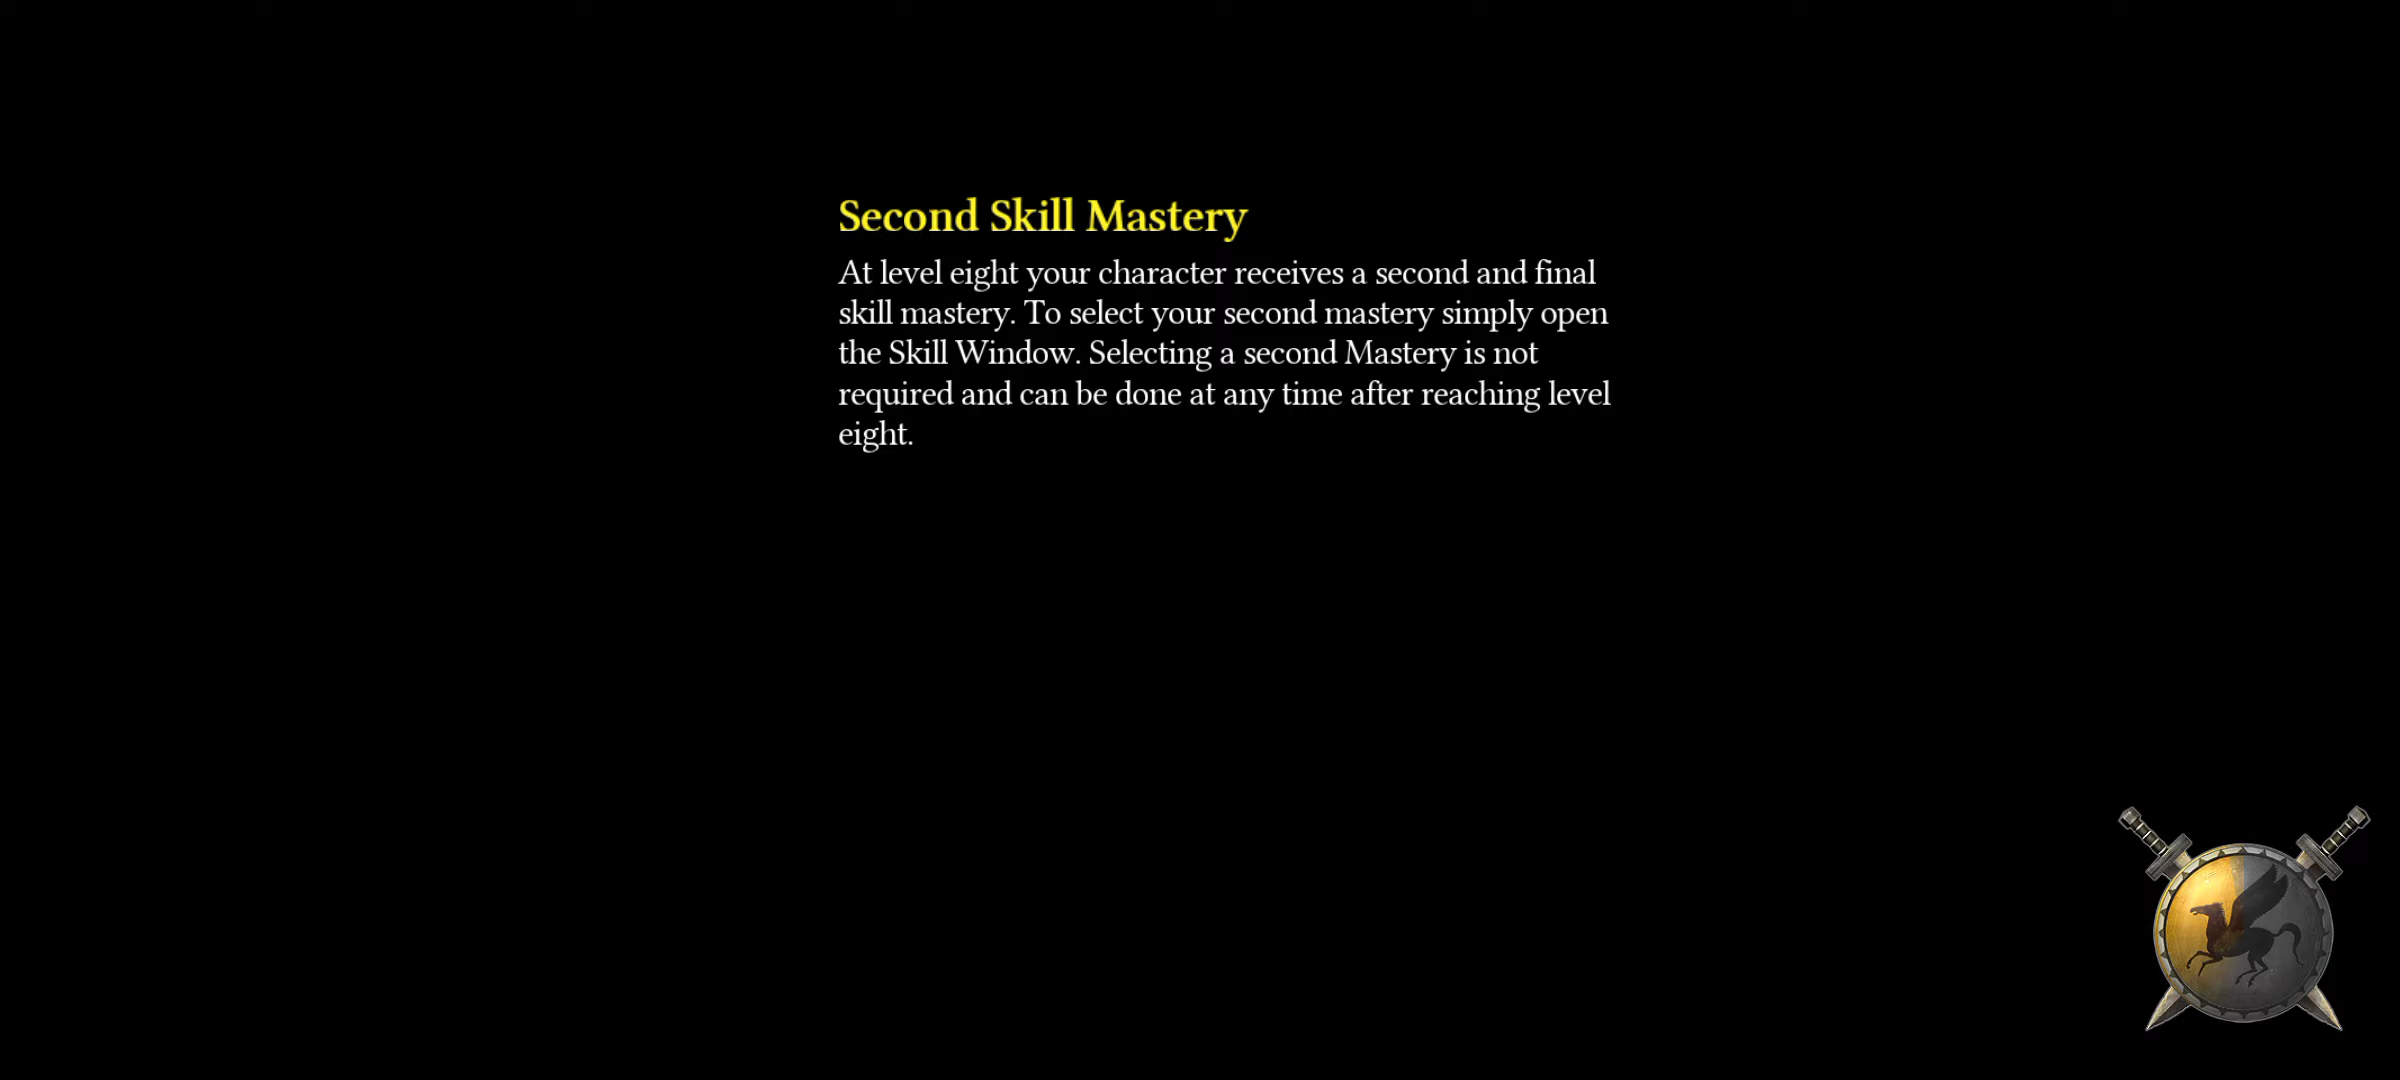 Second Skill Mastery
At level eight your character receives a second and final
skill mastery. To select your second mastery simply open
the Skill Window. Selecting a second Mastery is not
required and can be done at any time after reaching level
eight.